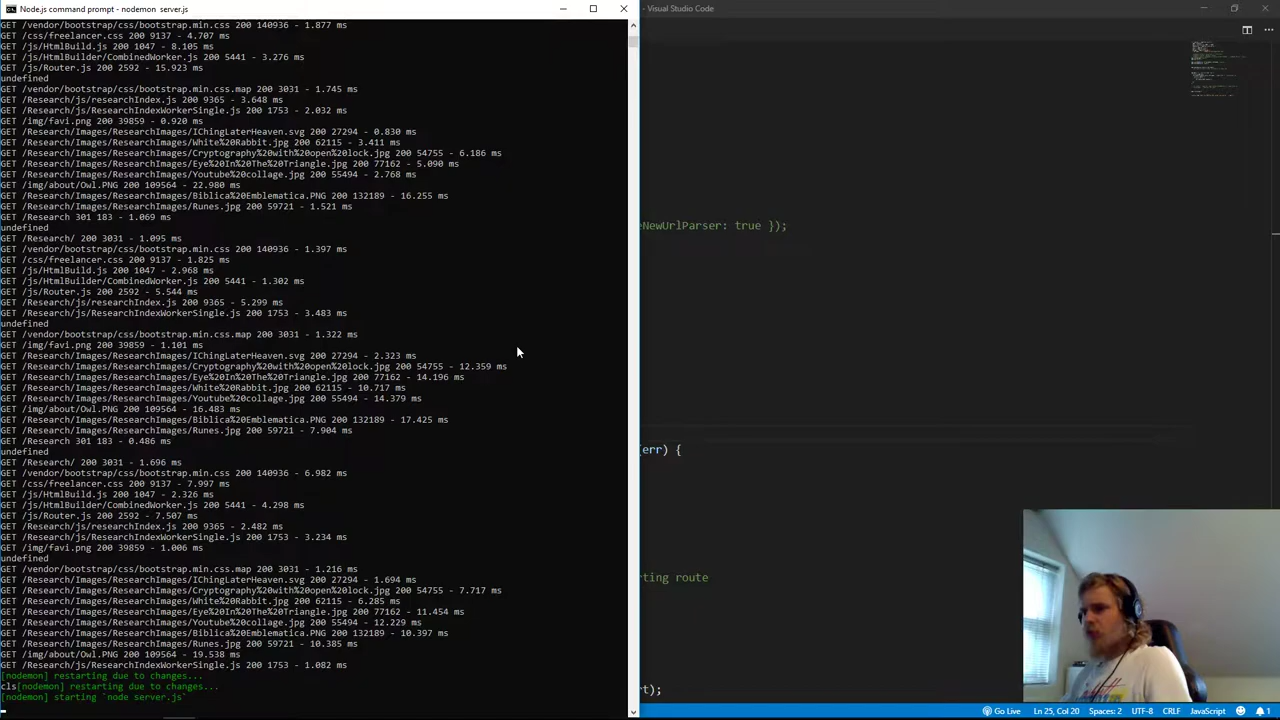 Node.js command prompt - nodemon server.js
- Visual Studio Code
GET /vendor/bootstrap/css/bootstrap.min.css 200 140936 - 1.877 ms
GET /css/freelancer.css 200 9137 - 4.707 ms
GET /js/HtmlBuild.js 200 1047 - 8.105 ms
GET /js/HtmlBuilder/CombinedWorker.js 200 5441 - 3.276 ms
GET /js/Router.js 200 2592 - 15.923 ms
undefined
GET /vendor/bootstrap/css/bootstrap.min.css.map 200 3031 - 1.745 ms
GET /Research/js/researchIndex.js 200 9365 - 3.648 ms
GET /Research/js/researchIndexWorkerSingle.js 200 1753 - 2.032 ms
GET /img/favi.png 200 39859 - 0.920 ms
GET /Research/Images/ResearchImages/IChingLaterHeaven.svg 200 27294 - 0.830 ms
GET /Research/Images/ResearchImages/White%20Rabbit.jpg 200 62115 - 3.411 ms
GET /Research/Images/ResearchImages/Cryptography%20with%20open%20lock.jpg 200 54755 - 6.186 ms
GET /Research/Images/ResearchImages/Eye%20In%20The%20Triangle.jpg 200 77162 - 5.090 ms
GET /Research/Images/ResearchImages/Youtube%20collage.jpg 200 55494 - 2.768 ms
GET /img/about/Owl.PNG 200 109564 - 22.980 ms
GET /Research/Images/ResearchImages/Biblica%20Emblematica.PNG 200 132189 - 16.255 ms
GET /Research/Images/ResearchImages/Runes.jpg 200 59721 - 1.521 ms
GET /Research 301 183 - 1.069 ms
undefined
GET /Research/ 200 3031 - 1.095 ms
GET /vendor/bootstrap/css/bootstrap.min.css 200 140936 - 1.397 ms
GET /css/freelancer.css 200 9137 - 1.825 ms
GET /js/HtmlBuild.js 200 1047 - 2.968 ms
GET /js/HtmlBuilder/CombinedWorker.js 200 5441 - 1.302 ms
GET /js/Router.js 200 2592 - 5.544 ms
GET /Research/js/researchIndex.js 200 9365 - 5.299 ms
GET /Research/js/researchIndexWorkerSingle.js 200 1753 - 3.483 ms
undefined
GET /vendor/bootstrap/css/bootstrap.min.css.map 200 3031 - 1.322 ms
GET /img/favi.png 200 39859 - 1.101 ms
GET /Research/Images/ResearchImages/IChingLaterHeaven.svg 200 27294 - 2.323 ms
GET /Research/Images/ResearchImages/Cryptography%20with%20open%20lock.jpg 200 54755 - 12.359 ms
GET /Research/Images/ResearchImages/Eye%20In%20The%20Triangle.jpg 200 77162 - 14.196 ms
GET /Research/Images/ResearchImages/White%20Rabbit.jpg 200 62115 - 10.717 ms
GET /Research/Images/ResearchImages/Youtube%20collage.jpg 200 55494 - 14.379 ms
GET /img/about/Owl.PNG 200 109564 - 16.483 ms
GET /Research/Images/ResearchImages/Biblica%20Emblematica.PNG 200 132189 - 17.425 ms
GET /Research/Images/ResearchImages/Runes.jpg 200 59721 - 7.904 ms
GET /Research 301 183 - 0.486 ms
undefined
GET /Research/ 200 3031 - 1.696 ms
GET /vendor/bootstrap/css/bootstrap.min.css 200 140936 - 6.982 ms
GET /css/freelancer.css 200 9137 - 7.997 ms
GET /js/HtmlBuild.js 200 1047 - 2.326 ms
GET /js/HtmlBuilder/CombinedWorker.js 200 5441 - 4.298 ms
GET /js/Router.js 200 2592 - 7.507 ms
GET /Research/js/researchIndex.js 200 9365 - 2.482 ms
GET /Research/js/researchIndexWorkerSingle.js 200 1753 - 3.234 ms
GET /img/favi.png 200 39859 - 1.006 ms
undefined
GET /vendor/bootstrap/css/bootstrap.min.css.map 200 3031 - 1.216 ms
GET /Research/Images/ResearchImages/IChingLaterHeaven.svg 200 27294 - 1.694 ms
GET /Research/Images/ResearchImages/Cryptography%20with%20open%20lock.jpg 200 54755 - 7.717 ms
GET /Research/Images/ResearchImages/White%20Rabbit.jpg 200 62115 - 6.285 ms
GET /Research/Images/ResearchImages/Eye%20In%20The%20Triangle.jpg 200 77162 - 11.454 ms
GET /Research/Images/ResearchImages/Youtube%20collage.jpg 200 55494 - 12.229 ms
GET /Research/Images/ResearchImages/Biblica%20Emblematica.PNG 200 132189 - 10.397 ms
GET /Research/Images/ResearchImages/Runes.jpg 200 59721 - 10.385 ms
GET /img/about/Owl.PNG 200 109564 - 19.538 ms
GET /Research/js/ResearchIndexWorkerSingle.js 200 1753 - 1.082 ms
[nodemon] restarting due to changes...
cls[nodemon] restarting due to changes...
[nodemon] starting `node server.js`
eNewUrlParser: true });
(err) {
rting route
rt);
Go Live Ln 25, Col 20 Spaces: 2 UTF-8 CRLF JavaScript 1